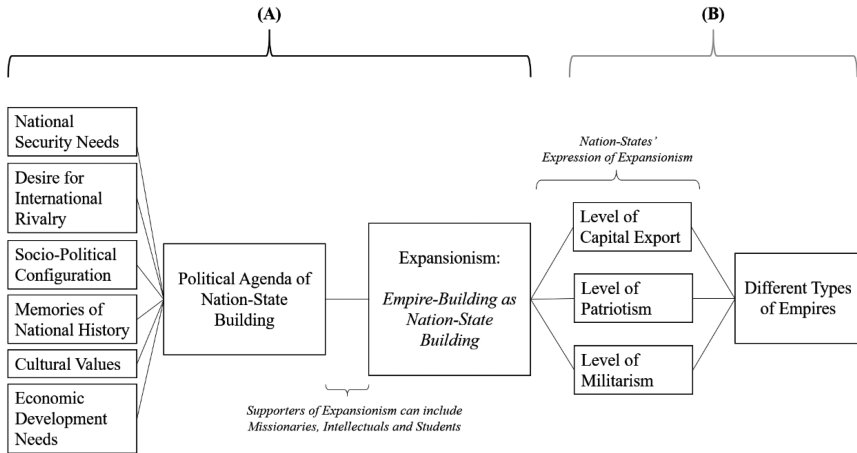 (A)
(B)
National
Security Needs
Desire for
International
Rivalry
Socio-Political
Configuration
Memories of
National History
Cultural Values
Economic
Development
Needs
Political Agenda of
Nation-State
Building
Supporters of Expansionism can include
Missionaries, Intellectuals and Students
Expansionism:
Empire-Building as
Nation-State
Building
Nation-States’
Expression of Expansionism
Level of
Capital Export
Level of
Patriotism
Level of
Militarism
Different Types
of Empires